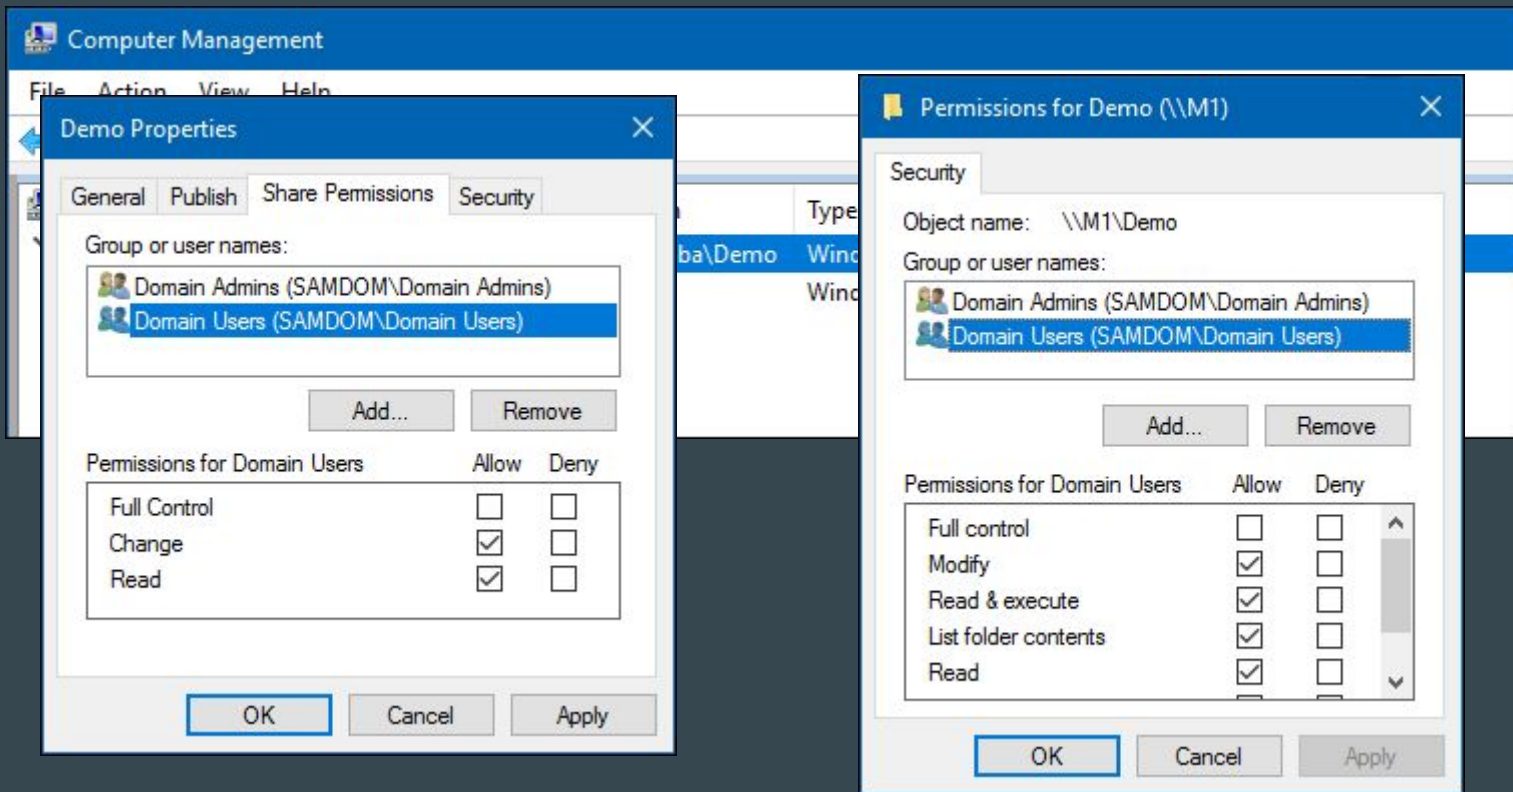 Computer Management
File Action View Help
Demo Properties
General Publish Share Permissions Security
Group or user names:
Domain Admins (SAMDOM\Domain Admins)
Domain Users (SAMDOM\Domain Users)
Add... Remove
Permissions for Domain Users Allow Deny
Full Control
Change
Read
OK Cancel Apply
Type
ba\Demo Wind
Wind
Permissions for Demo (\\M1)
Security
Object name: \\M1\Demo
Group or user names:
Domain Admins (SAMDOM\Domain Admins)
Domain Users (SAMDOM\Domain Users)
Add... Remove
Permissions for Domain Users Allow Deny
Full control
Modify
Read & execute
List folder contents
Read
OK Cancel Apply